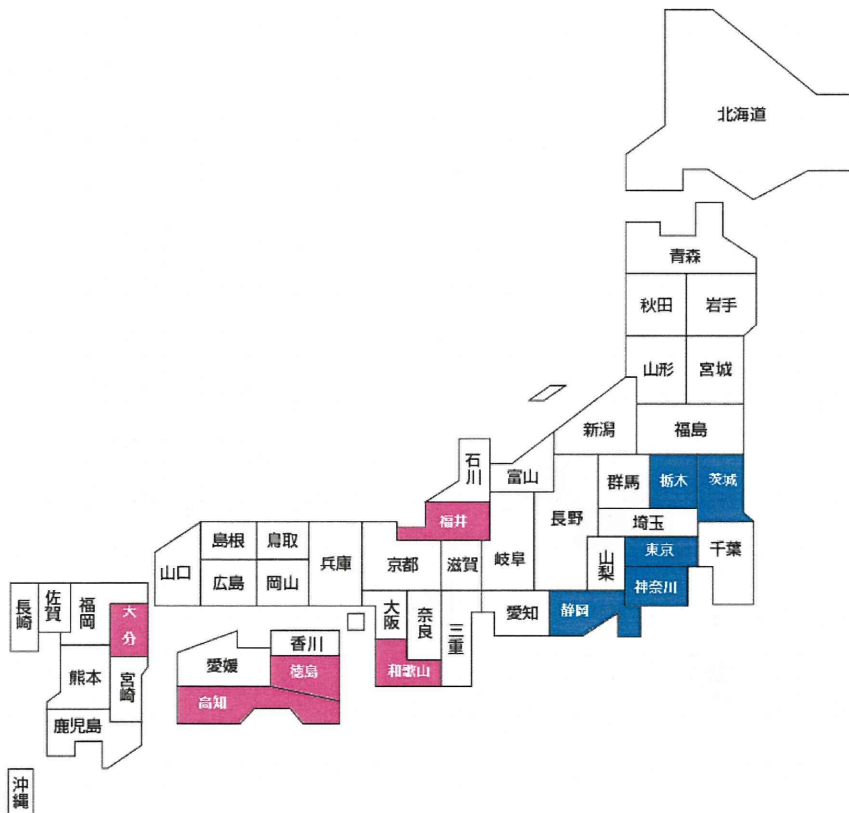 北海道
青森
秋田
岩手
山形
宮城
新潟
福島
石川
富山
群馬
栃木
茨城
福井
長野
埼玉
島根
鳥取
兵庫
京都
滋賀
岐阜
山梨
東京
千葉
山口
広島
岡山
神奈川
長崎
佐賀
福岡
大分
大阪
奈良
三重
愛知
静岡
香川
愛媛
徳島
和歌山
高知
熊本
宮崎
鹿児島
沖縄